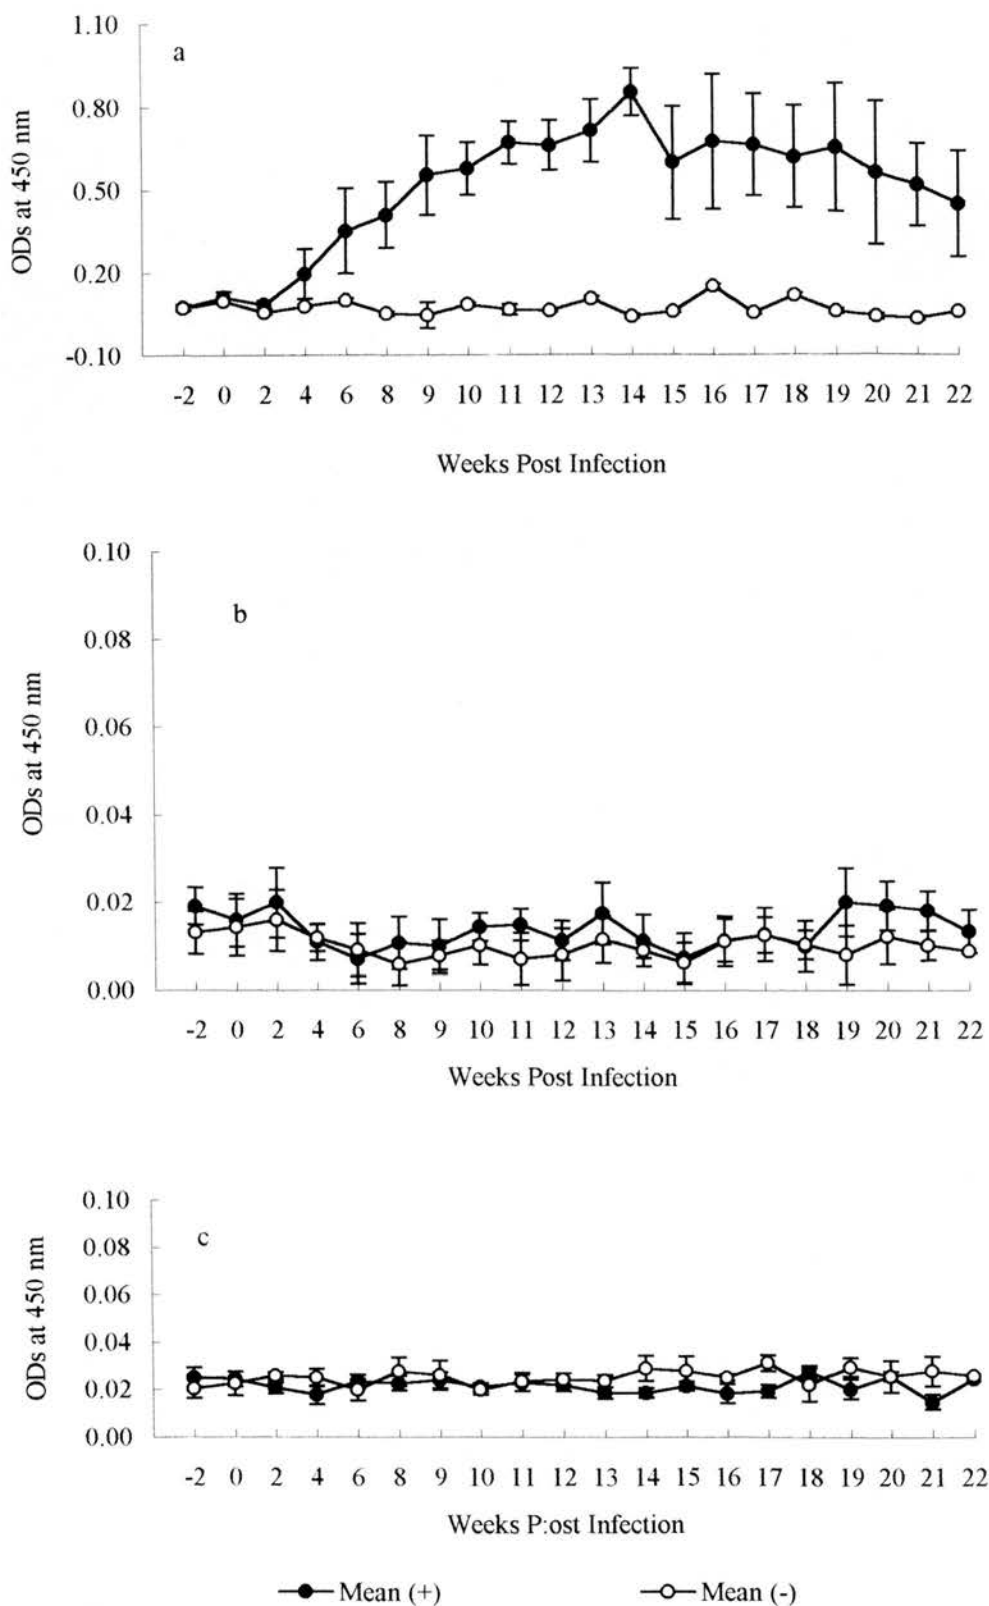 1.10
a
0.80
0.50
0.20
-0.10
ODs at 450 nm
-2 0 2 4 6 8 9 10 11 12 13 14 15 16 17 18 19 20 21 22
Weeks Post Infection
0.10
b
0.08
0.06
0.04
0.02
0.00
ODs at 450 nm
-2 0 2 4 6 8 9 10 11 12 13 14 15 16 17 18 19 20 21 22
Weeks Post Infection
0.10
c
0.08
0.06
0.04
0.02
0.00
ODs at 450 nm
-2 0 2 4 6 8 9 10 11 12 13 14 15 16 17 18 19 20 21 22
Weeks P:ost Infection
Mean (+) Mean (-)